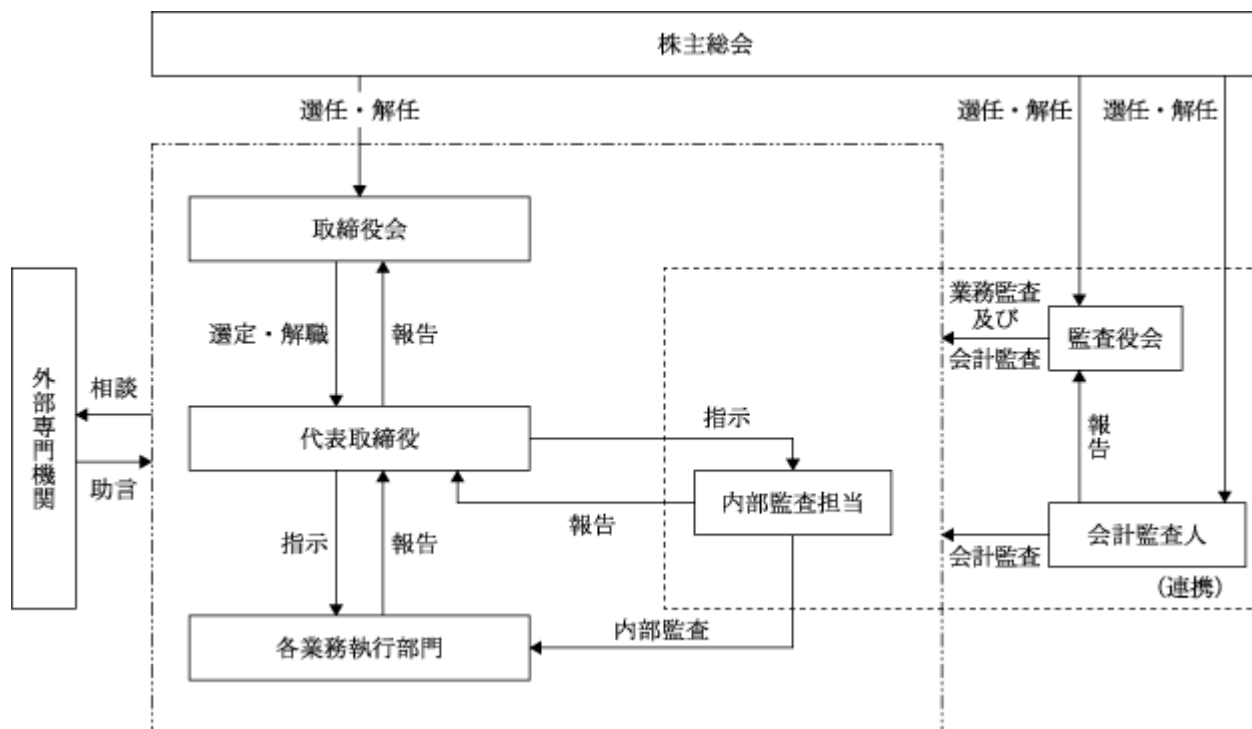 株主総会
選任・解任
選任・解任
選任・解任
取締役会
業務監査
及び
会計監査
監査役会
選定・解職
報告
外部専門機関
相談
助言
代表取締役
指示
報告
内部監査担当
報告
会計監査人
会計監査
(連携)
指示
報告
内部監査
各業務執行部門